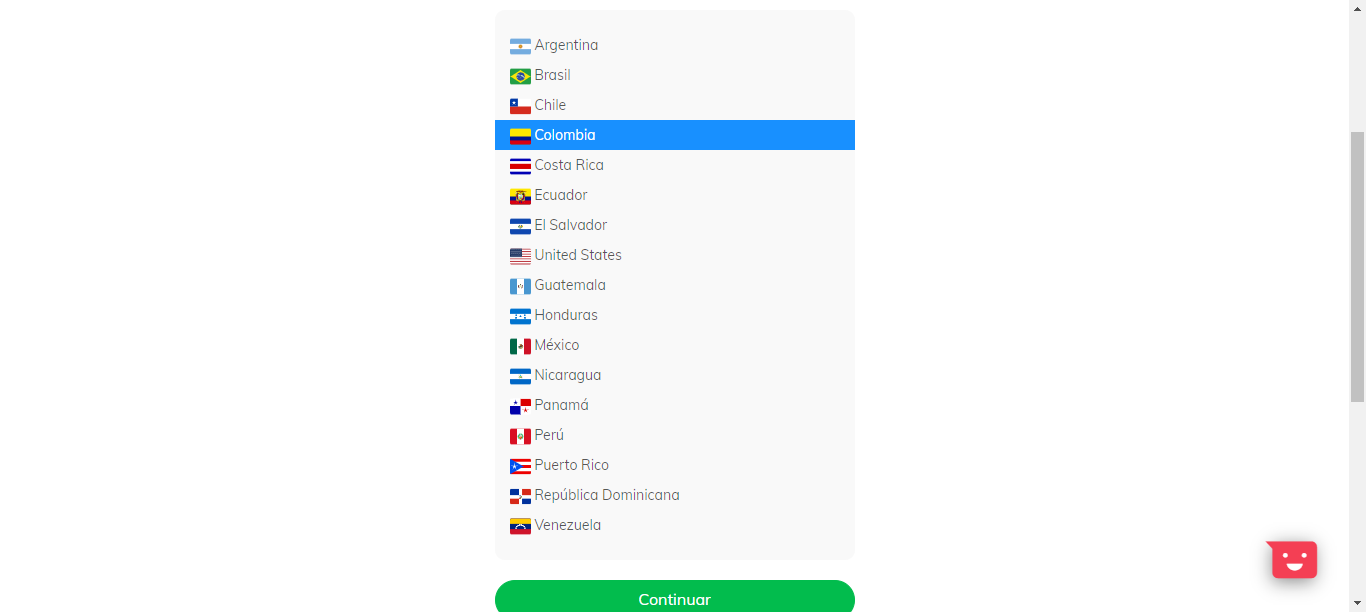 Argentina
Brasil
Chile
Colombia
Costa Rica
Ecuador
El Salvador
United States
Guatemala
Honduras
México
Nicaragua
Panamá
Perú
Puerto Rico
República Dominicana
Venezuela
Continuar